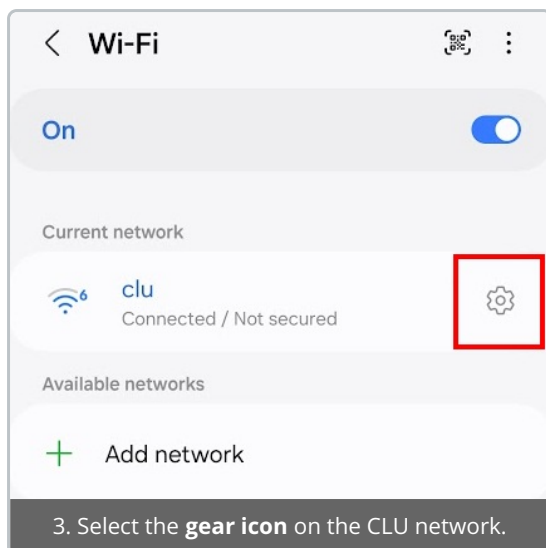 Wi-Fi
On
Current network
6
clu
Connected / Not secured
Available networks
Add network
3. Select the gear icon on the CLU network.